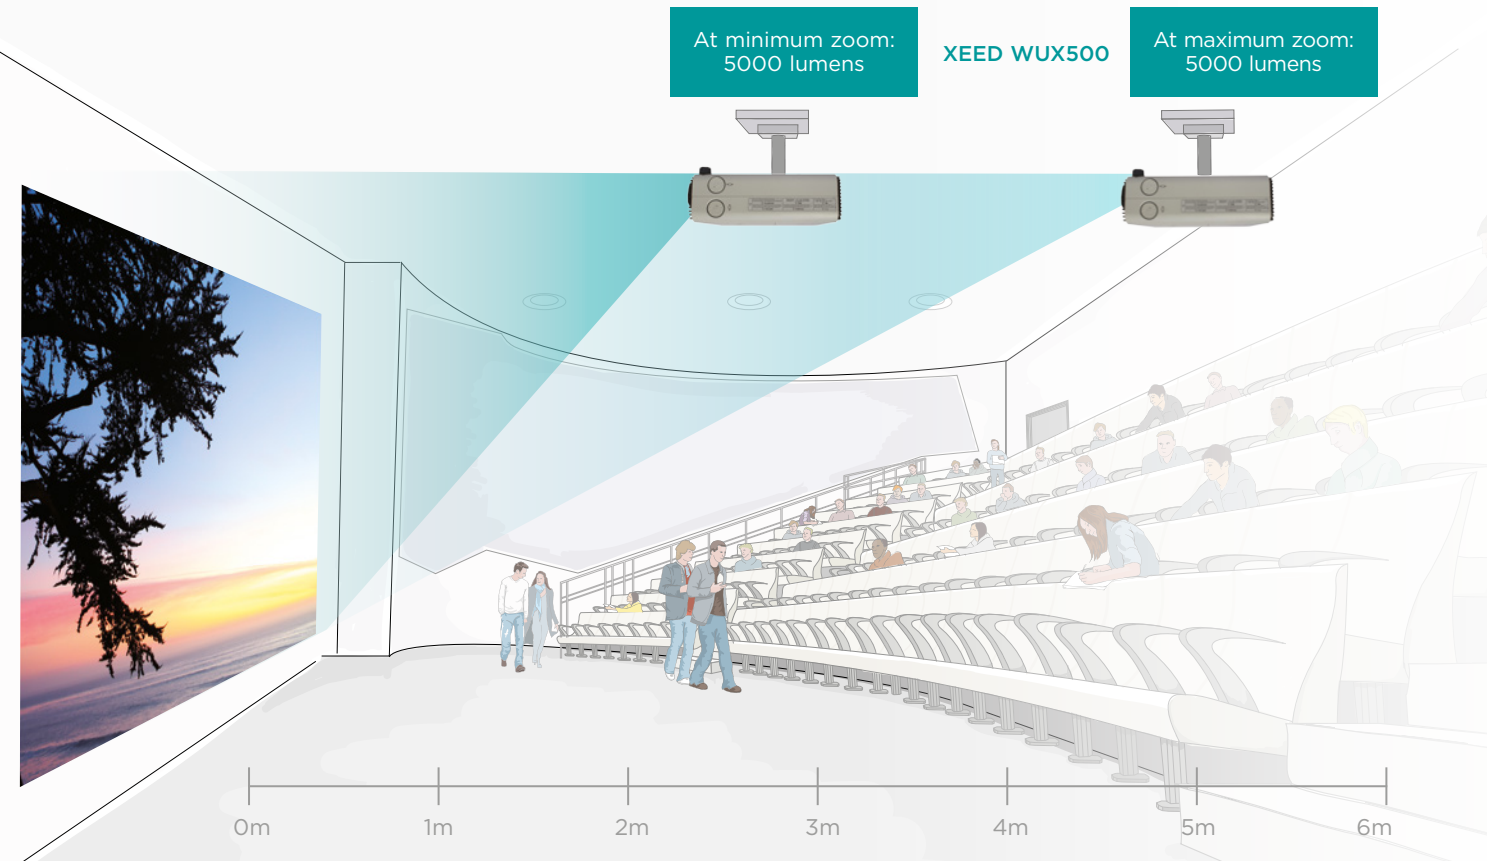 At minimum zoom:
5000 lumens
XEED WUX500
At maximum zoom:
5000 lumens
0m
1m
2m
3m
4m
5m
6m